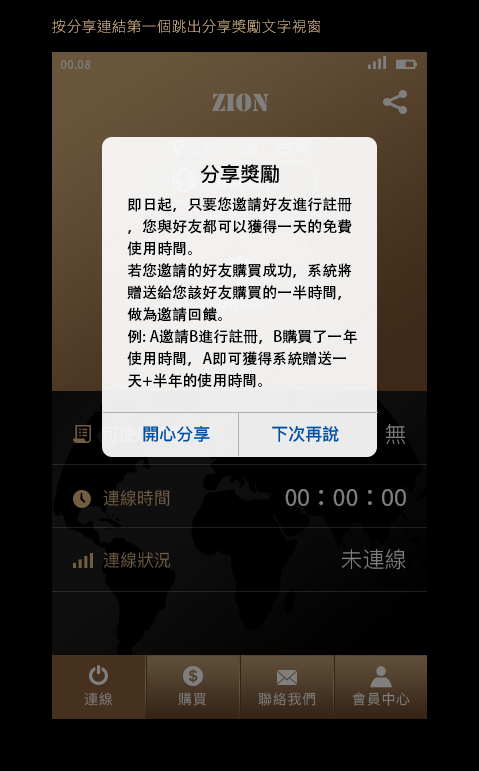 按分享連結第一個跳出分享獎勵文字視窗
00.08
ZION
分享獎勵
即日起，只要您邀請好友進行註冊
，您與好友都可以獲得一天的免費
使用時間。
若您邀請的好友購買成功，系統將
贈送給您該好友購買的一半時間，
做為邀請回饋。
例: A邀請B進行註冊，B購買了一年
使用時間，A即可獲得系統贈送一
天+半年的使用時間。
開心分享 下次再說
無
連線時間 00：00：00
連線狀況 未連線
連線 購買 聯絡我們 會員中心